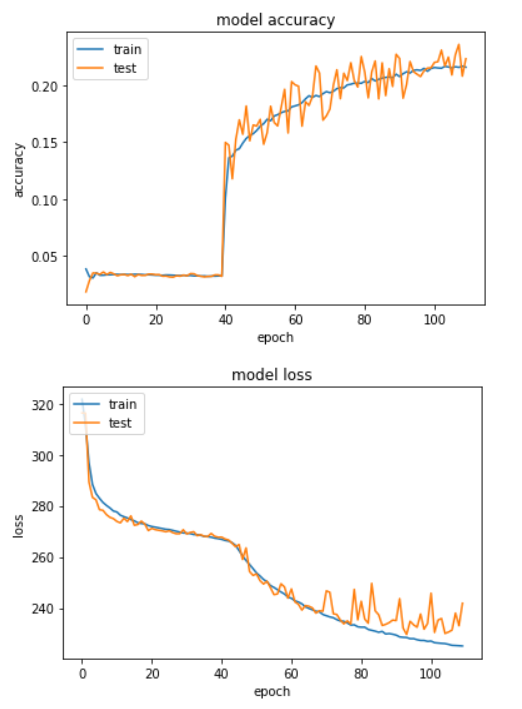 model accuracy
train
test
0.20
0.15
0.10
0.05
accuracy
0 20 40 60 80 100
epoch
model loss
train
test
320
300
280
260
240
loss
0 20 40 60 80 100
epoch